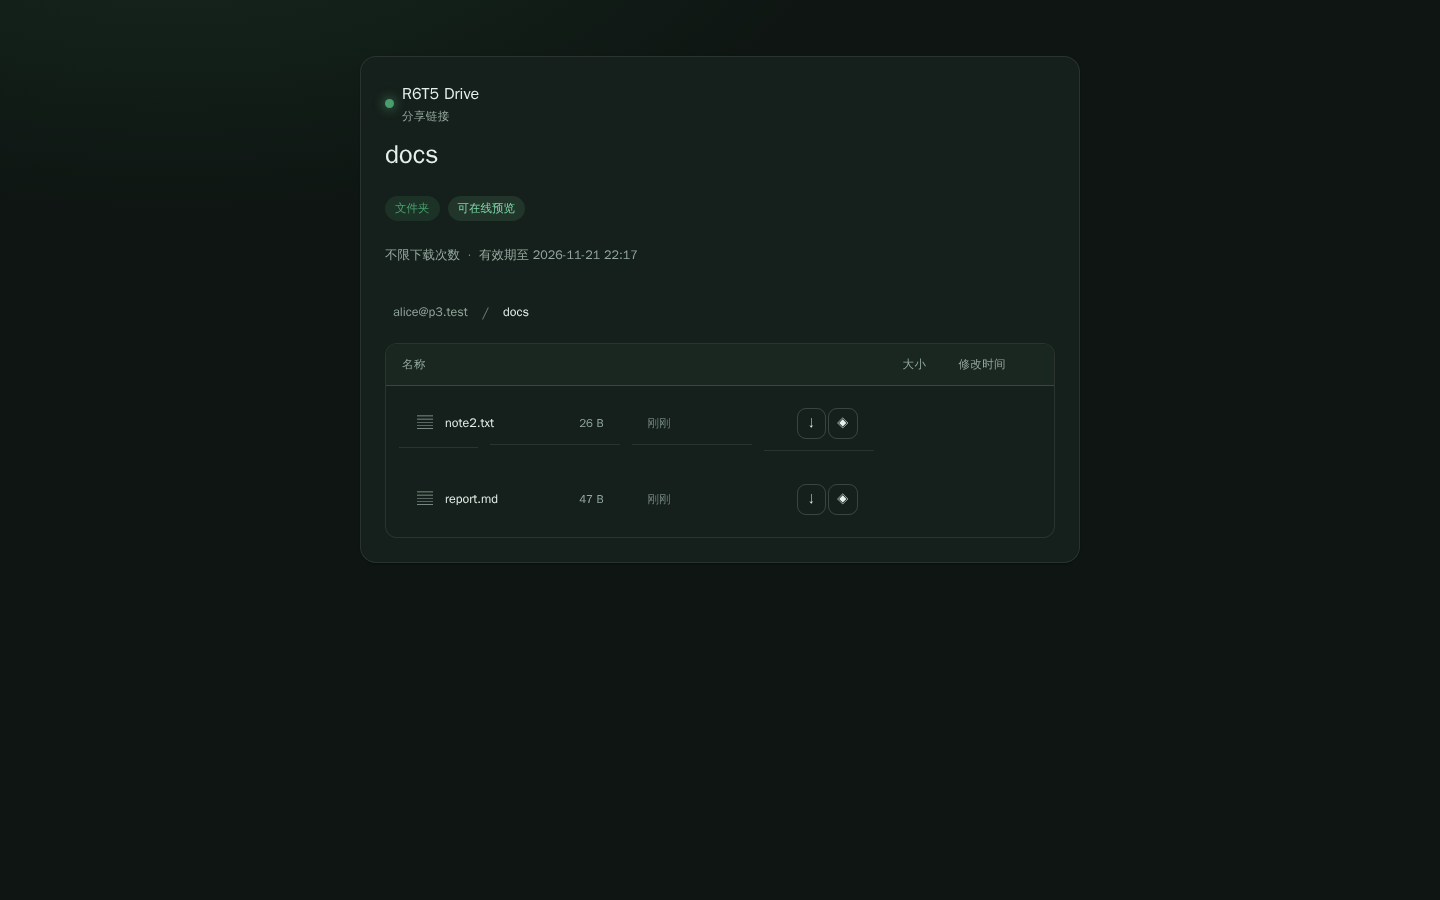 R6T5 Drive
分享链接
docs
文件夹 可在线预览
不限下载次数 · 有效期至 2026-11-21 22:17
alice@p3.test / docs
名称 大小 修改时间
note2.txt 26 B 刚刚
report.md 47 B 刚刚